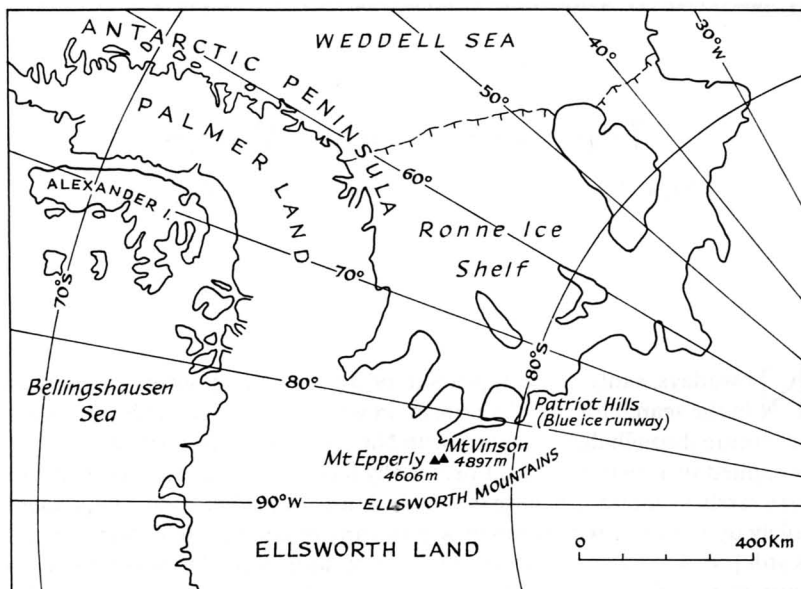 ANTARCTIC PENINSULA
WEDDELL SEA
30°W
40°
50°
PALMER LAND
60°
ALEXANDER I.
Ronne Ice
Shelf
70°
70°S
80°S
80°
Bellingshausen
Sea
Patriot Hills
(Blue ice runway)
Mt Vinson
4897m
Mt Epperly
4606m
90°W
ELLSWORTH MOUNTAINS
ELLSWORTH LAND
0 400Km